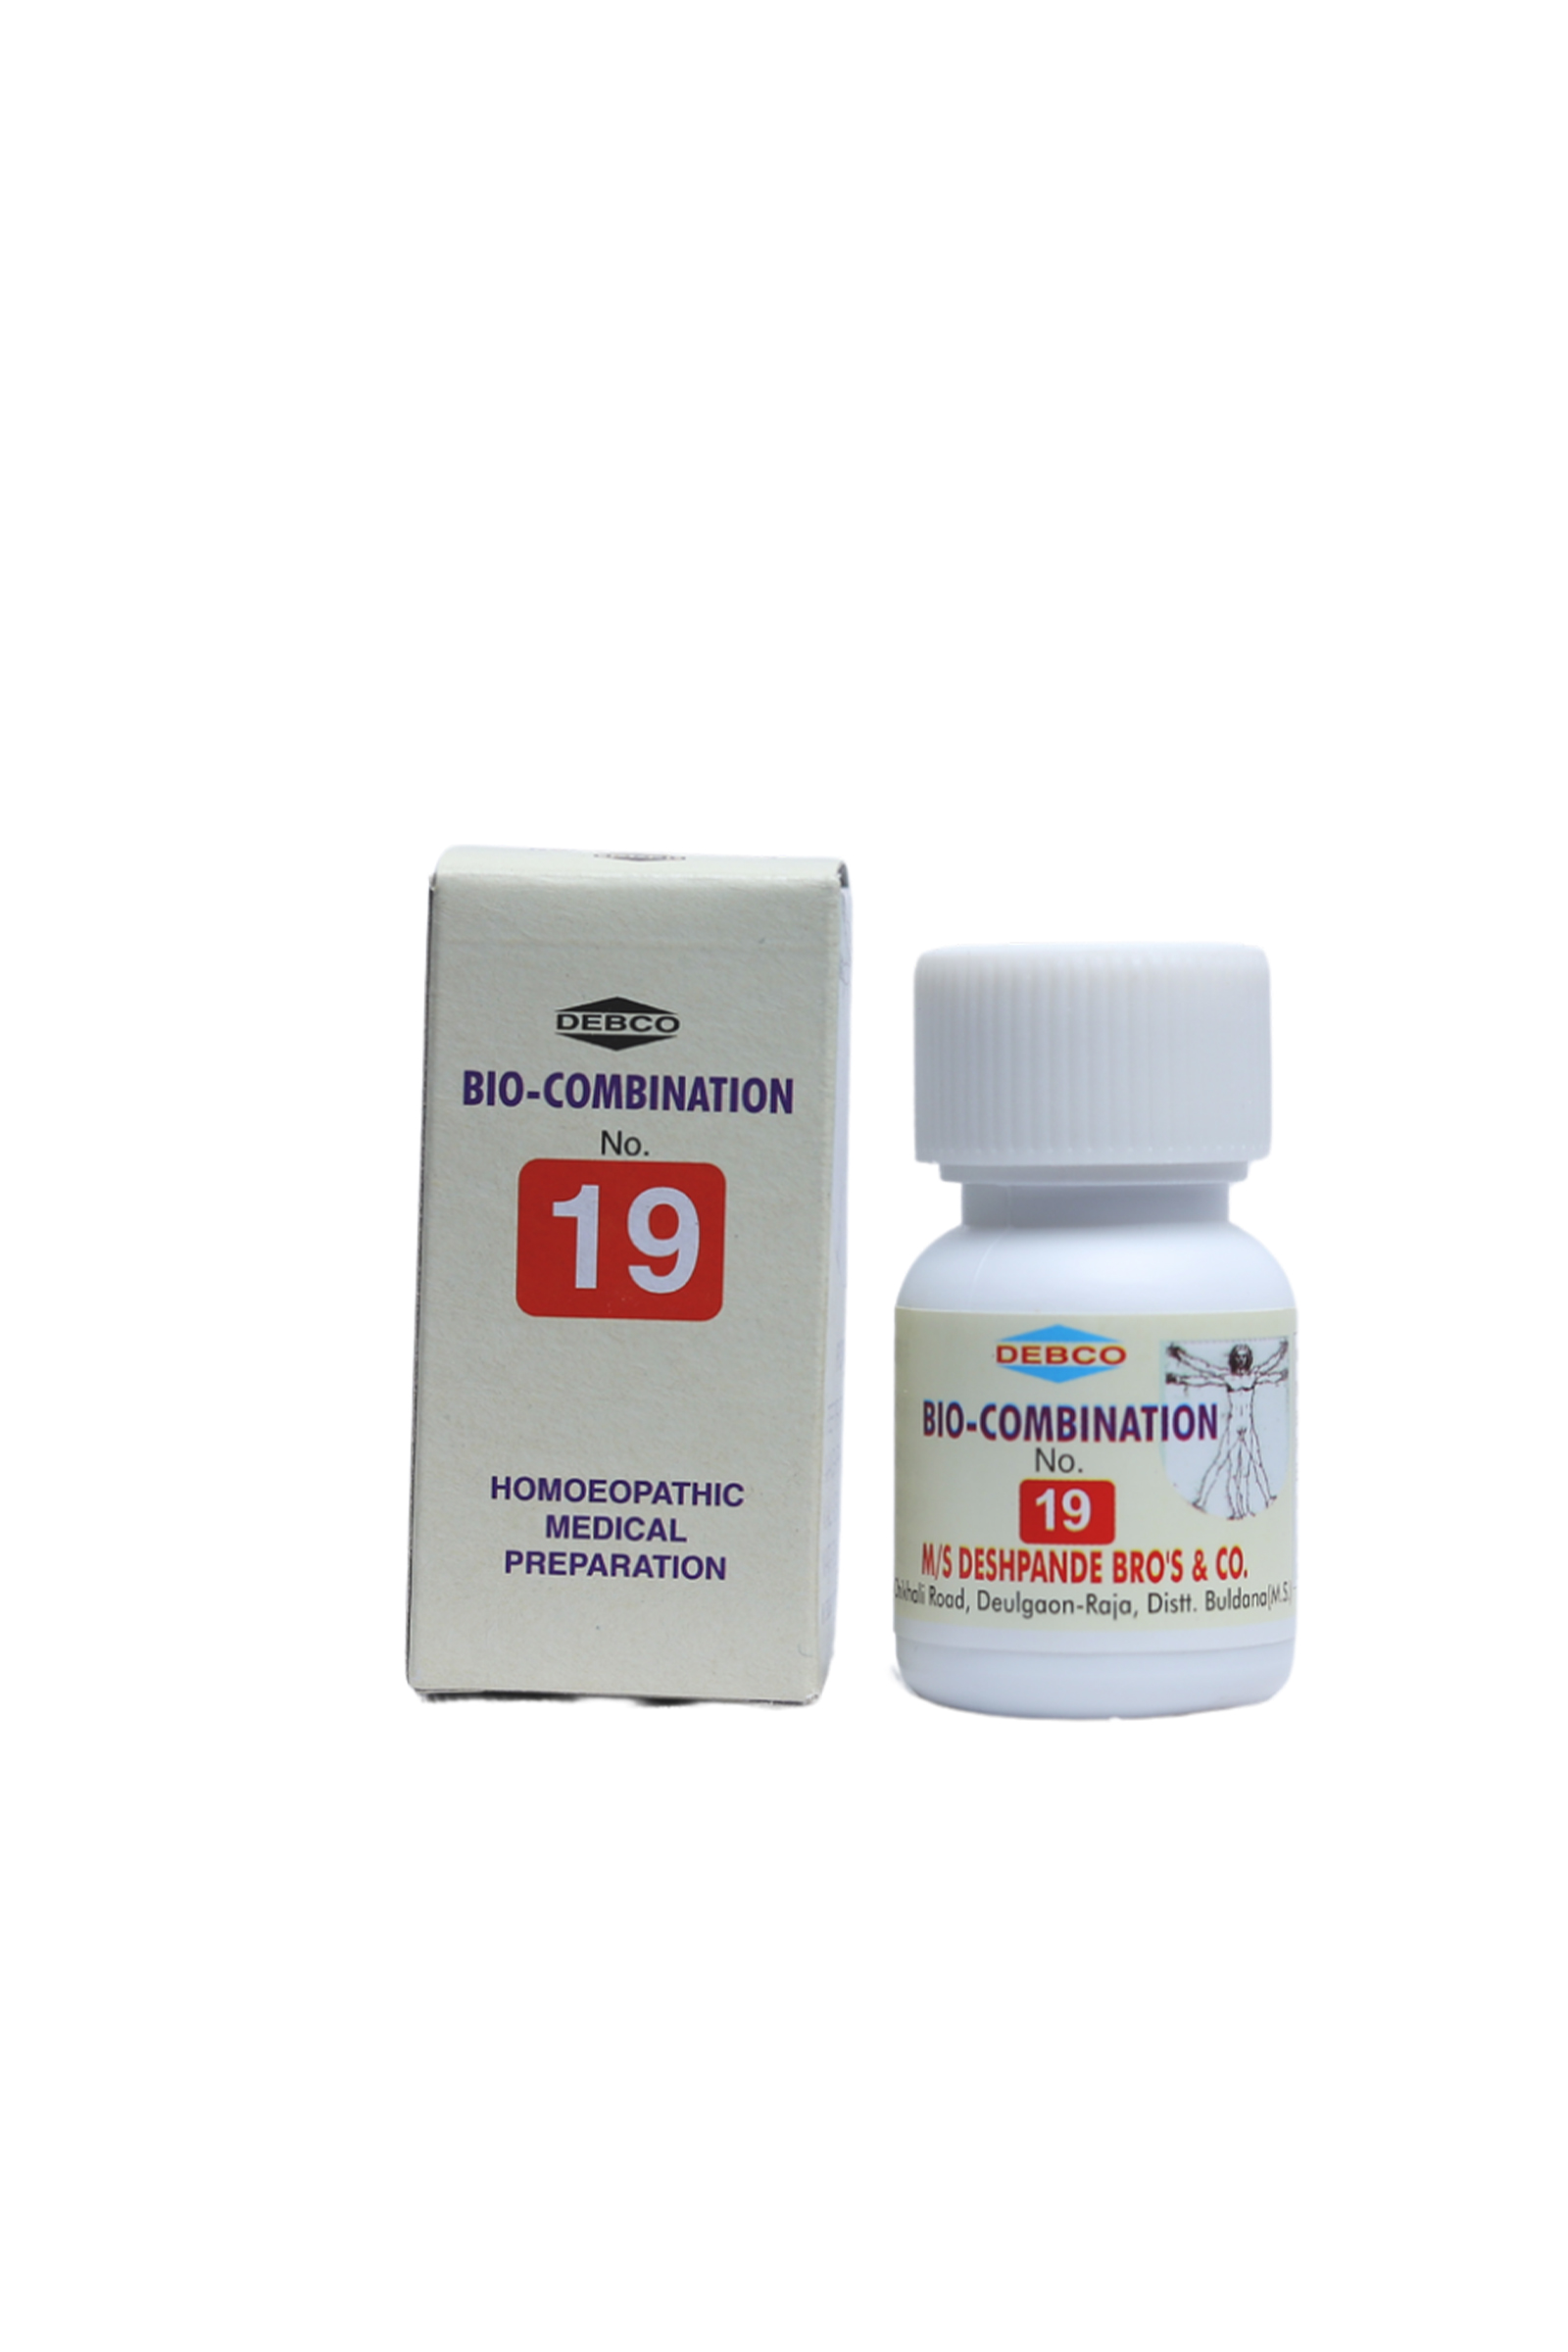 DEBCO
BIO-COMBINATION
No.
19
HOMOEOPATHIC
MEDICAL
PREPARATION
DEBCO
BIO-COMBINATION
No.
19
M/S DESHPANDE BRO'S & CO.
Road, Deulgaon-Raja, Distt. Buldana(M.S.)